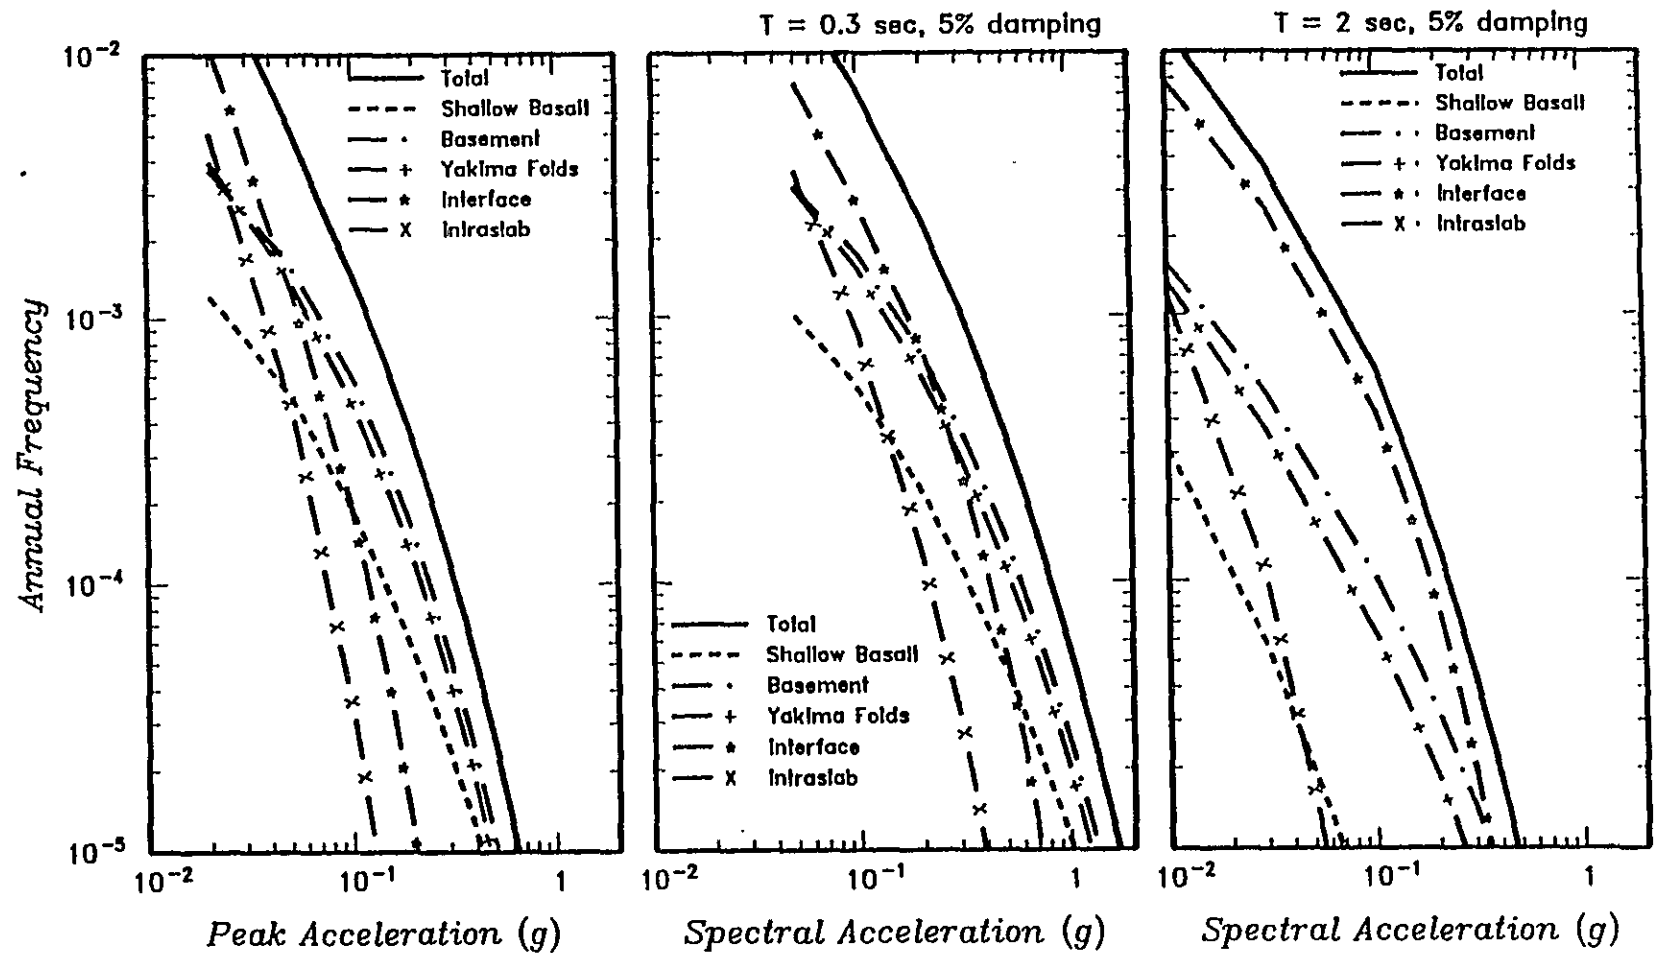 T = 0.3 sec, 5% damping
T = 2 sec, 5% damping
Annual Frequency
10⁻²
10⁻³
10⁻⁴
10⁻⁵
Total
Shallow Basalt
Basement
Yakima Folds
Interface
Intraslab
10⁻²
10⁻¹
1
Peak Acceleration (g)
Total
Shallow Basalt
Basement
Yakima Folds
Interface
Intraslab
10⁻²
10⁻¹
1
Spectral Acceleration (g)
Total
Shallow Basalt
Basement
Yakima Folds
Interface
Intraslab
10⁻²
10⁻¹
1
Spectral Acceleration (g)